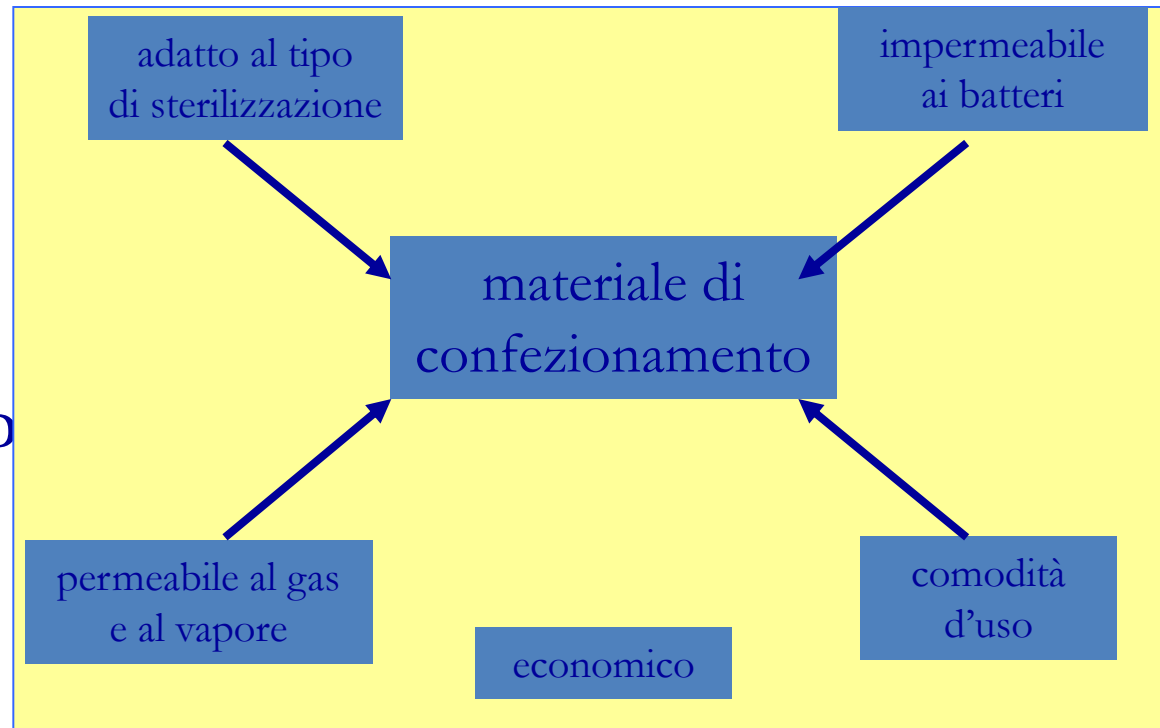 adatto al tipo
di sterilizzazione
impermeabile
ai batteri
materiale di
confezionamento
permeabile al gas
e al vapore
comodità
d’uso
economico